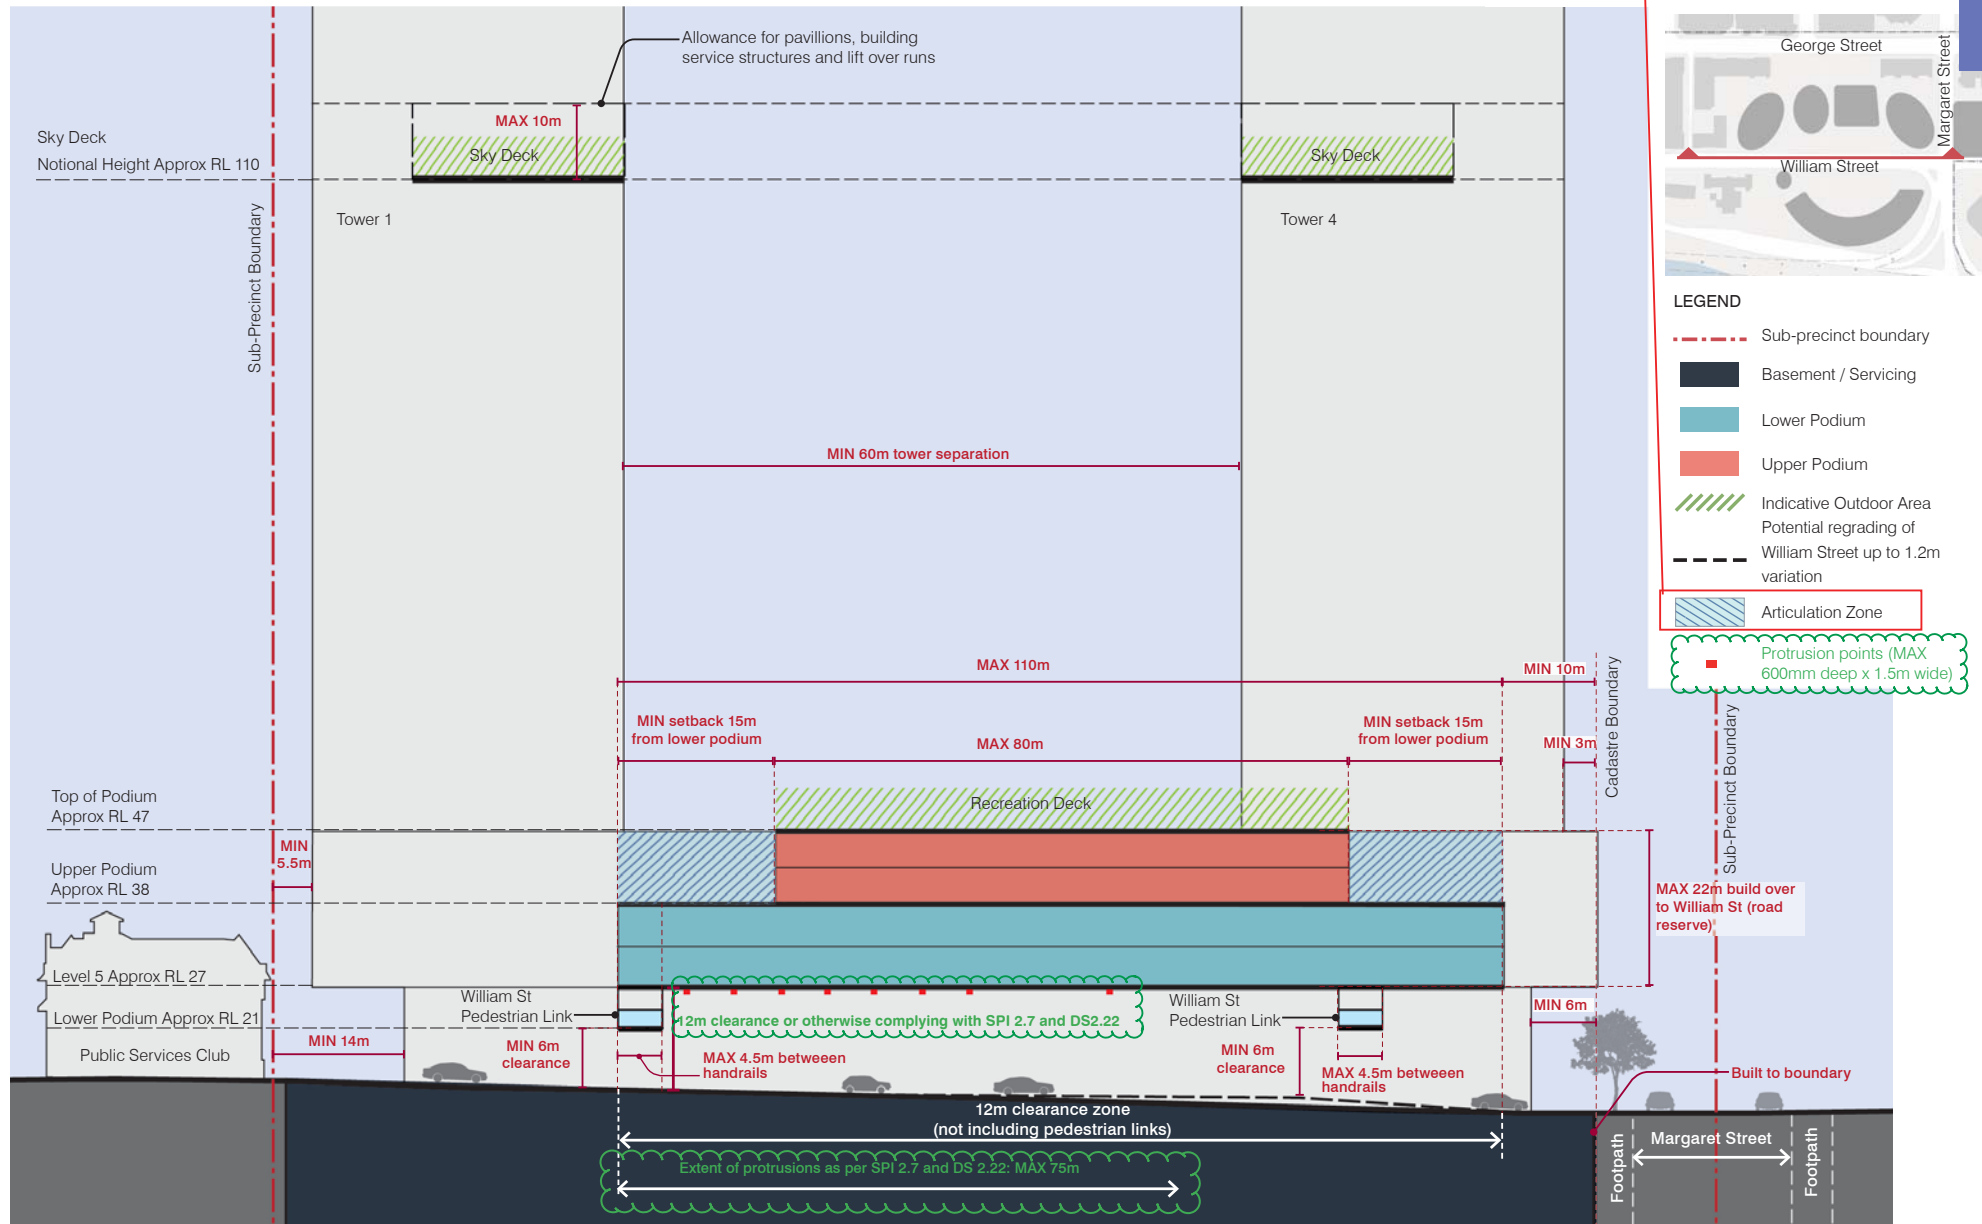 Allowance for pavillions, building
service structures and lift over runs
MAX 10m
Sky Deck
Notional Height Approx RL 110
Sky Deck
Sky Deck
Tower 1
Tower 4
Sub-Precinct Boundary
MIN 60m tower separation
MAX 110m
MIN 10m
MIN setback 15m
from lower podium
MAX 80m
MIN setback 15m
from lower podium
MIN 3m
Cadastre Boundary
Sub-Precinct Boundary
Recreation Deck
Top of Podium
Approx RL 47
MIN
5.5m
Upper Podium
Approx RL 38
MAX 22m build over
to William St (road
reserve)
Level 5 Approx RL 27
Lower Podium Approx RL 21
Public Services Club
MIN 14m
William St
Pedestrian Link
MIN 6m
clearance
12m clearance or otherwise complying with SPI 2.7 and DS2.22
MAX 4.5m betweeen
handrails
William St
Pedestrian Link
MIN 6m
clearance
MAX 4.5m betweeen
handrails
MIN 6m
Built to boundary
12m clearance zone
(not including pedestrian links)
Extent of protrusions as per SPI 2.7 and DS 2.22: MAX 75m
Footpath
Margaret Street
Footpath
George Street
Margaret Street
William Street
LEGEND
Sub-precinct boundary
Basement / Servicing
Lower Podium
Upper Podium
Indicative Outdoor Area
Potential regrading of
William Street up to 1.2m
variation
Articulation Zone
Protrusion points (MAX
600mm deep x 1.5m wide)